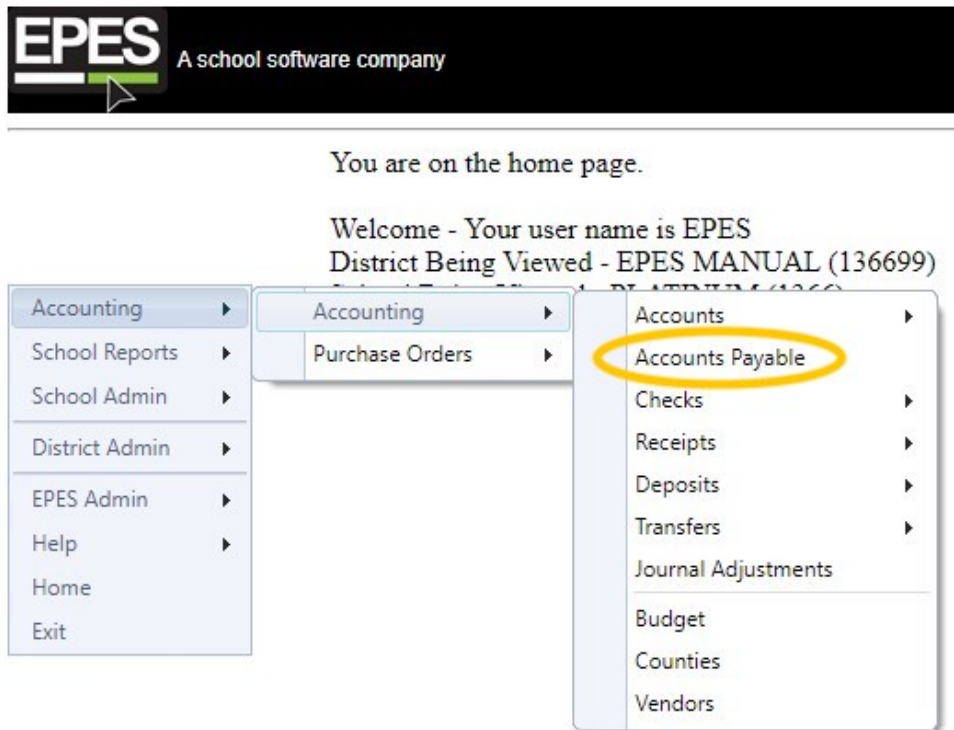 EPES
A school software company
You are on the home page.
Welcome - Your user name is EPES
District Being Viewed - EPES MANUAL (136699)
Accounting
School Reports
School Admin
District Admin
EPES Admin
Help
Home
Exit
Accounting
Purchase Orders
Accounts
Accounts Payable
Checks
Receipts
Deposits
Transfers
Journal Adjustments
Budget
Counties
Vendors